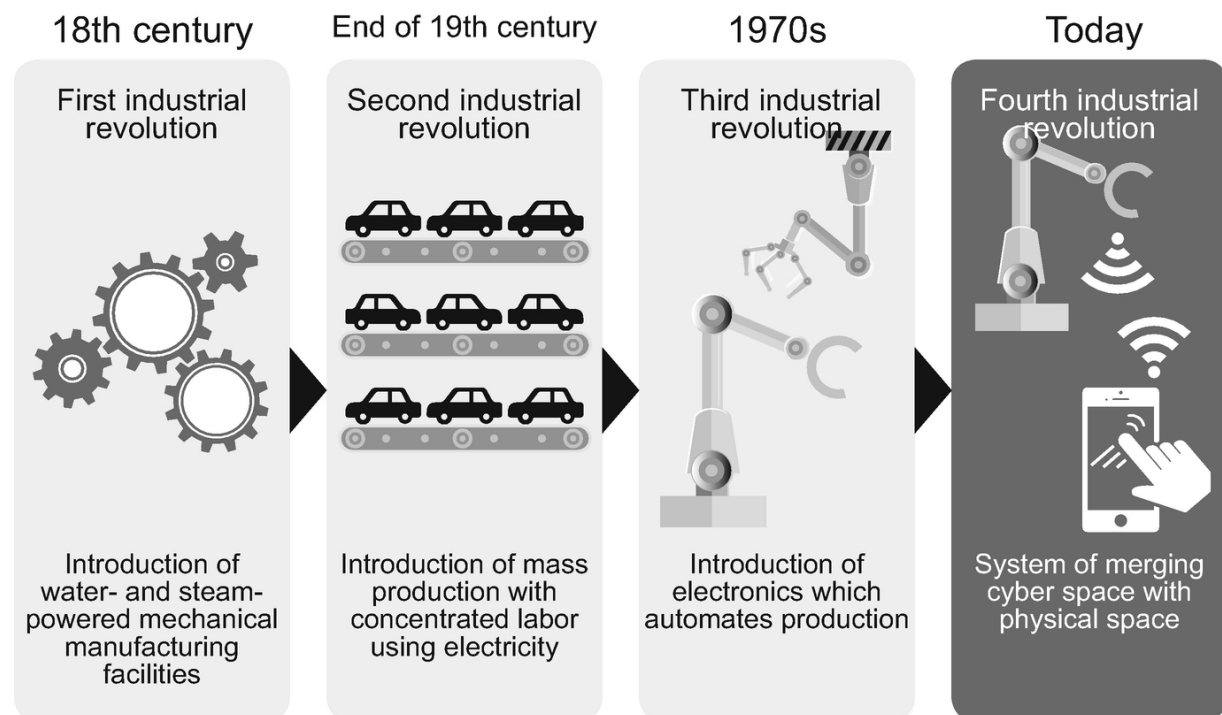 18th century
First industrial
revolution
Introduction of
water- and steam-
powered mechanical
manufacturing
facilities
End of 19th century
Second industrial
revolution
Introduction of mass
production with
concentrated labor
using electricity
1970s
Third industrial
revolution
Introduction of
electronics which
automates production
Today
Fourth industrial
revolution
System of merging
cyber space with
physical space